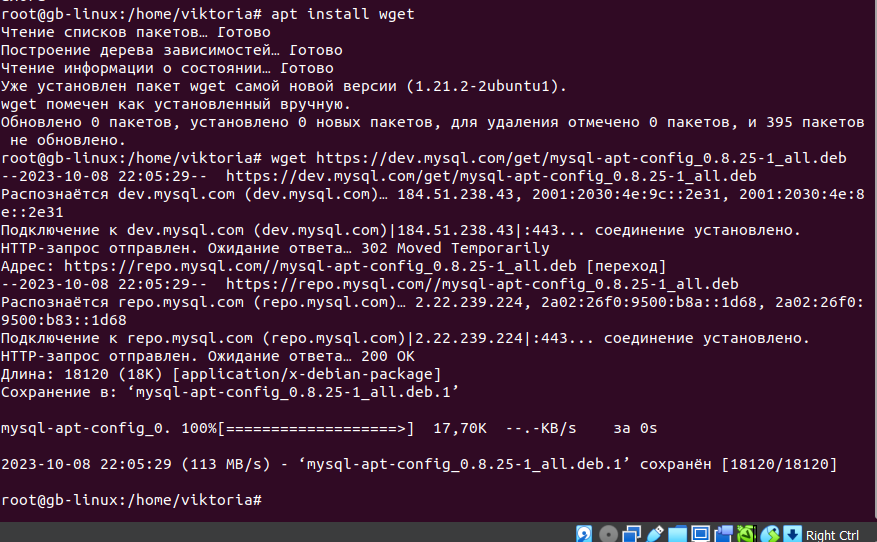 root@gb-linux:/home/viktoria# apt install wget
Чтение списков пакетов… Готово
Построение дерева зависимостей… Готово
Чтение информации о состоянии… Готово
Уже установлен пакет wget самой новой версии (1.21.2-2ubuntu1).
wget помечен как установленный вручную.
Обновлено 0 пакетов, установлено 0 новых пакетов, для удаления отмечено 0 пакетов, и 395 пакетов
 не обновлено.
root@gb-linux:/home/viktoria# wget https://dev.mysql.com/get/mysql-apt-config_0.8.25-1_all.deb
--2023-10-08 22:05:29--  https://dev.mysql.com/get/mysql-apt-config_0.8.25-1_all.deb
Распознаётся dev.mysql.com (dev.mysql.com)… 184.51.238.43, 2001:2030:4e:9c::2e31, 2001:2030:4e:8
e::2e31
Подключение к dev.mysql.com (dev.mysql.com)|184.51.238.43|:443... соединение установлено.
HTTP-запрос отправлен. Ожидание ответа… 302 Moved Temporarily
Адрес: https://repo.mysql.com//mysql-apt-config_0.8.25-1_all.deb [переход]
--2023-10-08 22:05:29--  https://repo.mysql.com//mysql-apt-config_0.8.25-1_all.deb
Распознаётся repo.mysql.com (repo.mysql.com)… 2.22.239.224, 2a02:26f0:9500:b8a::1d68, 2a02:26f0:
9500:b83::1d68
Подключение к repo.mysql.com (repo.mysql.com)|2.22.239.224|:443... соединение установлено.
HTTP-запрос отправлен. Ожидание ответа… 200 OK
Длина: 18120 (18K) [application/x-debian-package]
Сохранение в: ‘mysql-apt-config_0.8.25-1_all.deb.1’
mysql-apt-config_0. 100%[===================>]  17,70K  --.-KB/s    за 0s
2023-10-08 22:05:29 (113 MB/s) - ‘mysql-apt-config_0.8.25-1_all.deb.1’ сохранён [18120/18120]
root@gb-linux:/home/viktoria#
Right Ctrl